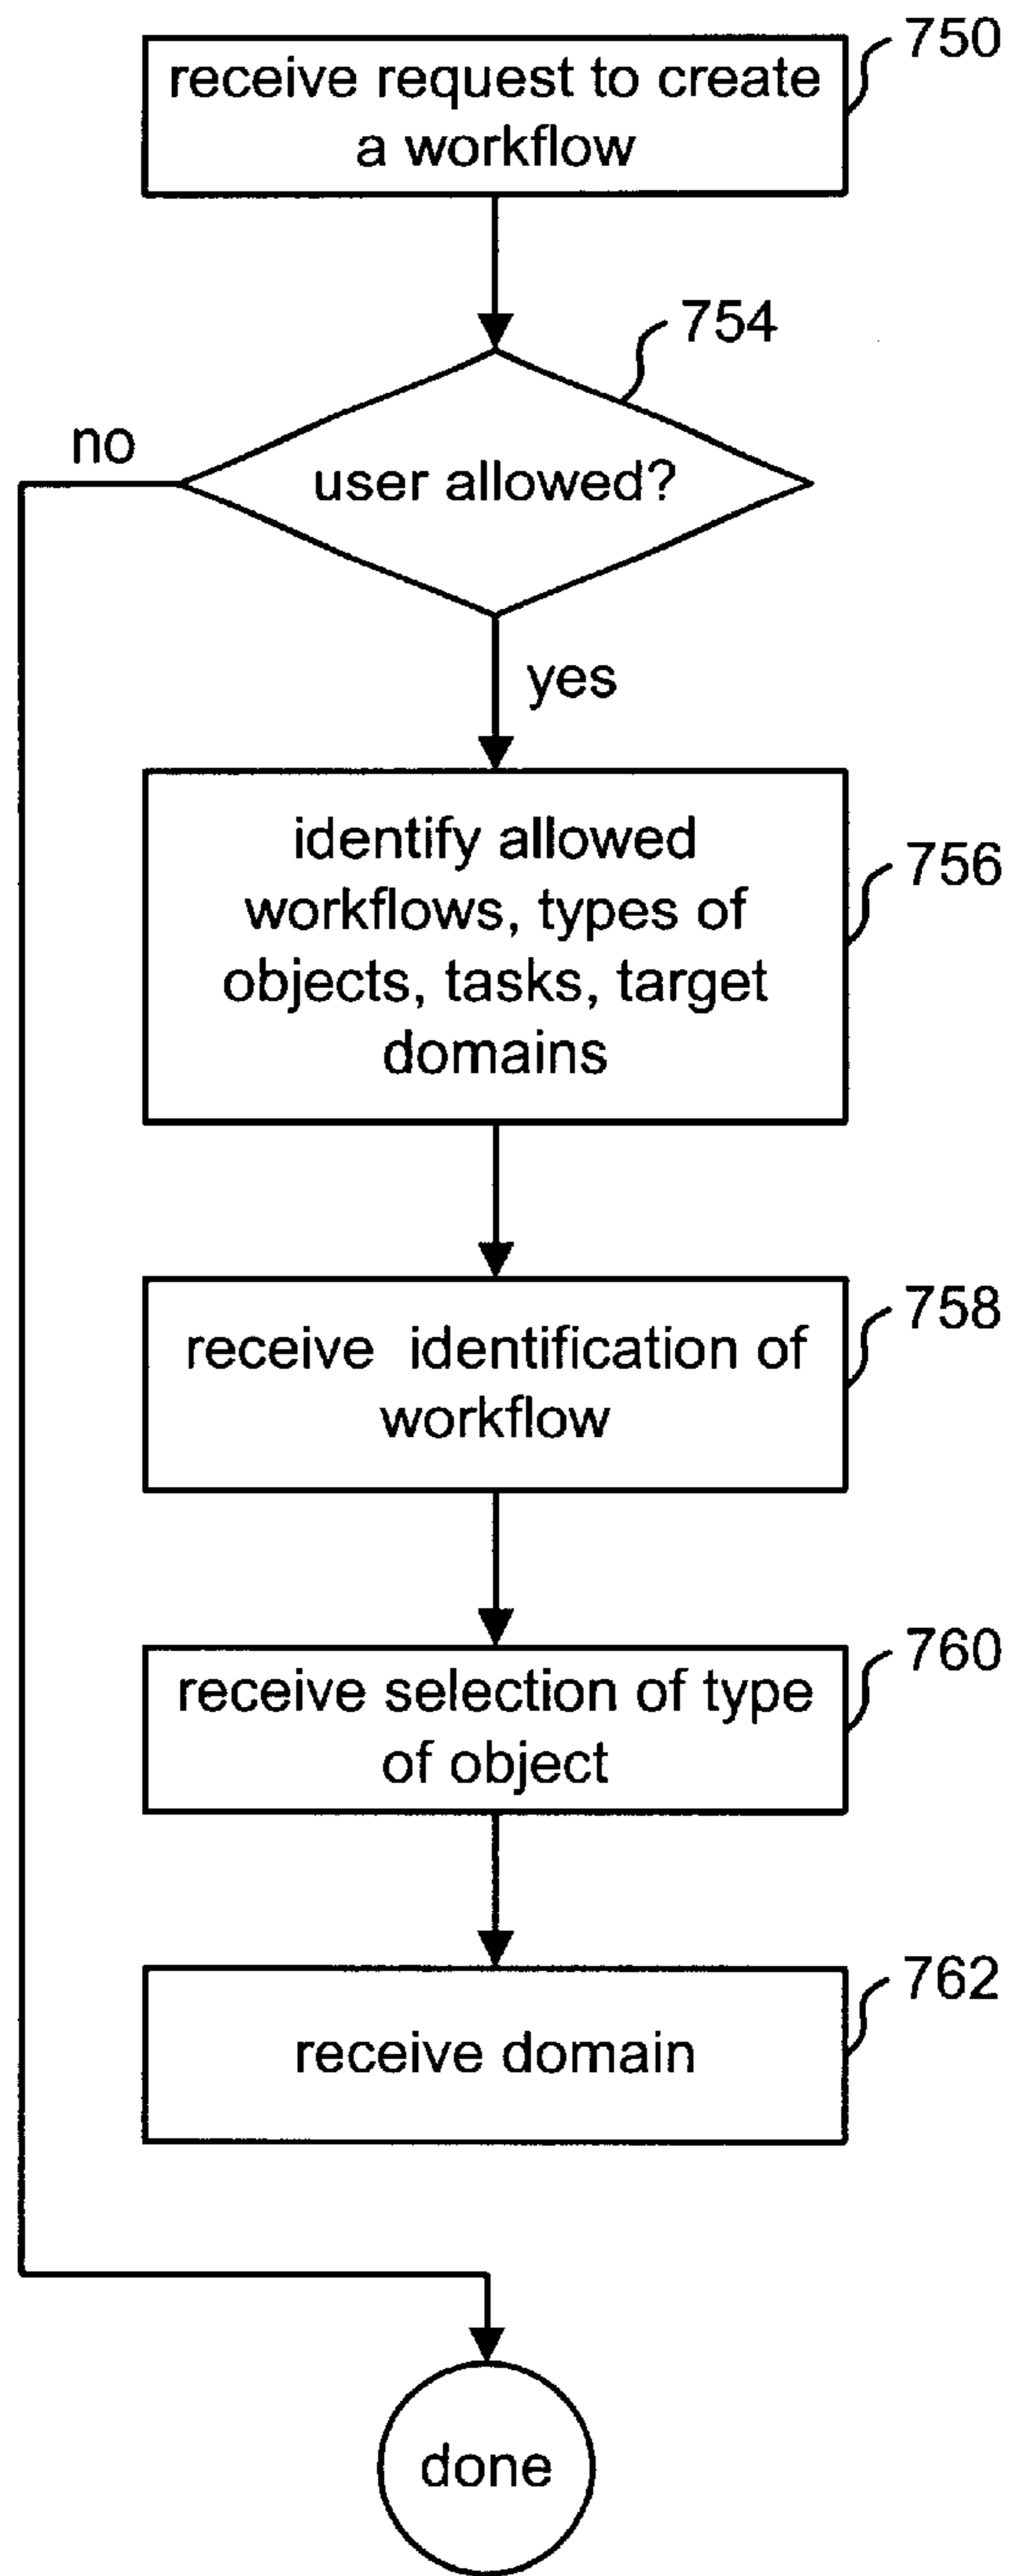 receive request to create
a workflow
750
754
no
user allowed?
yes
identify allowed
workflows, types of
objects, tasks, target
domains
756
receive identification of
workflow
758
receive selection of type
of object
760
receive domain
762
done